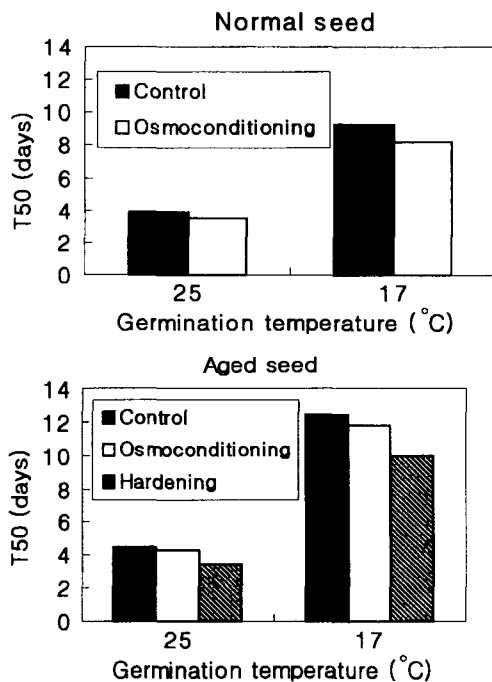 Normal seed
14
12
10
8
6
4
2
0
T50 (days)
Control
Osmoconditioning
25 17
Germination temperature (°C)
Aged seed
14
12
10
8
6
4
2
0
T50 (days)
Control
Osmoconditioning
Hardening
25 17
Germination temperature (°C)